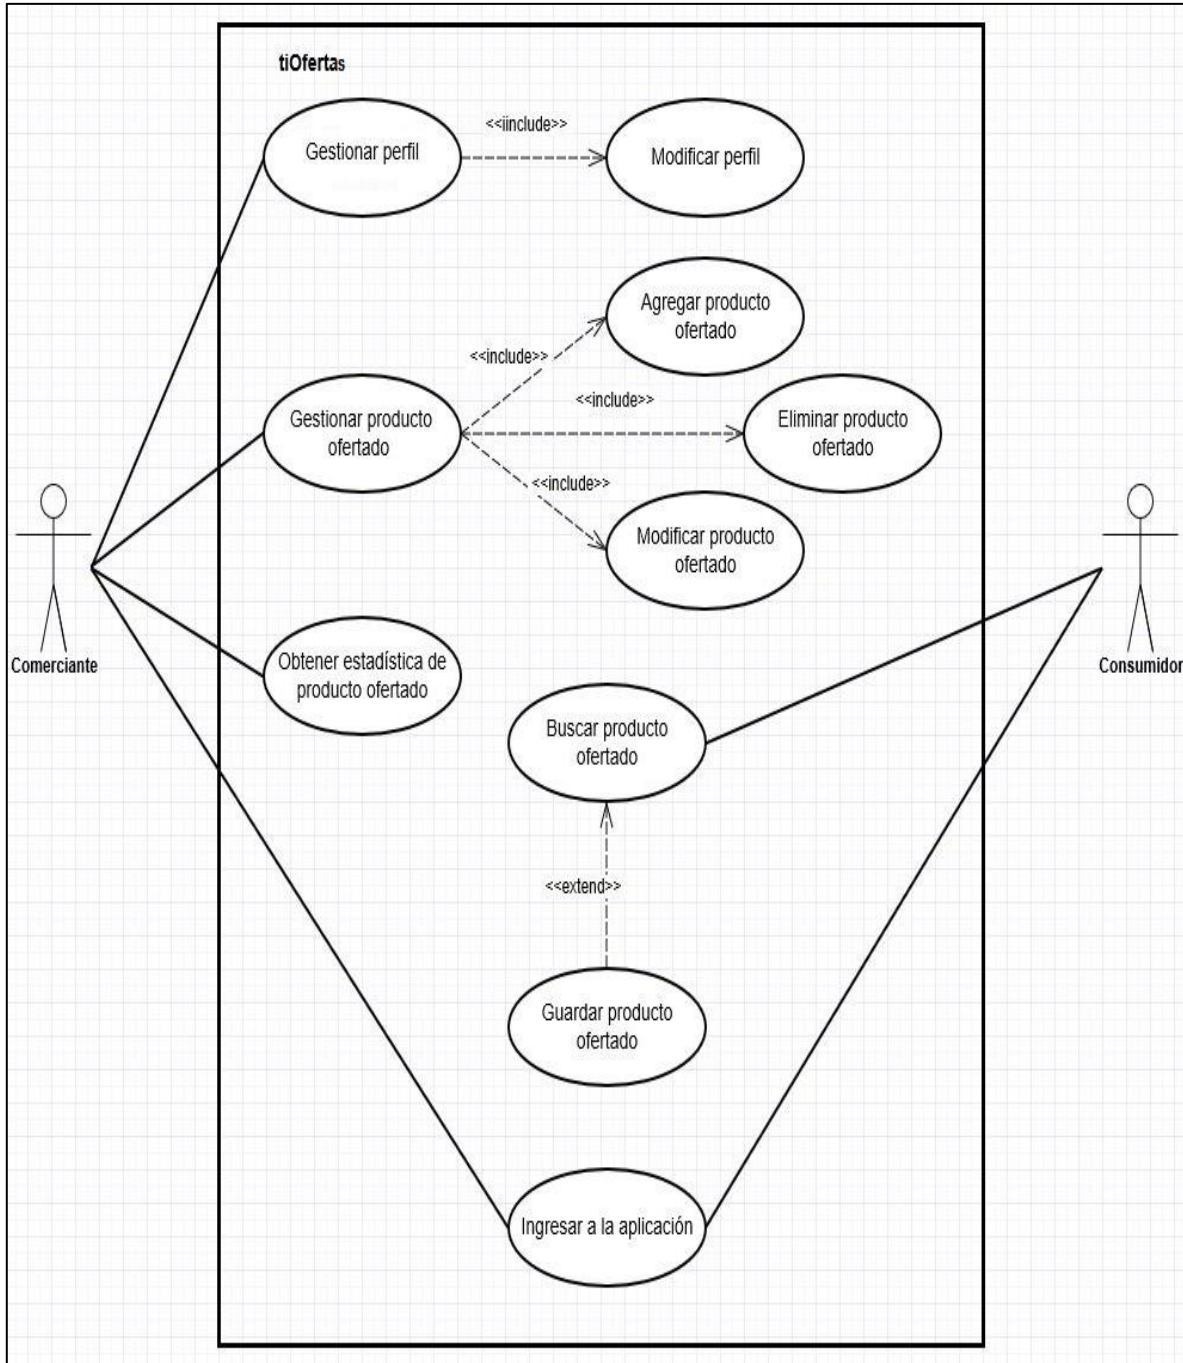 tiOfertas
Gestionar perfil
<<iinclude>>
Modificar perfil
Agregar producto
ofertado
<<include>>
Gestionar producto
ofertado
<<include>>
Eliminar producto
ofertado
<<include>>
Modificar producto
ofertado
Comerciante
Consumidor
Obtener estadística de
producto ofertado
Buscar producto
ofertado
<<extend>>
Guardar producto
ofertado
Ingresar a la aplicación